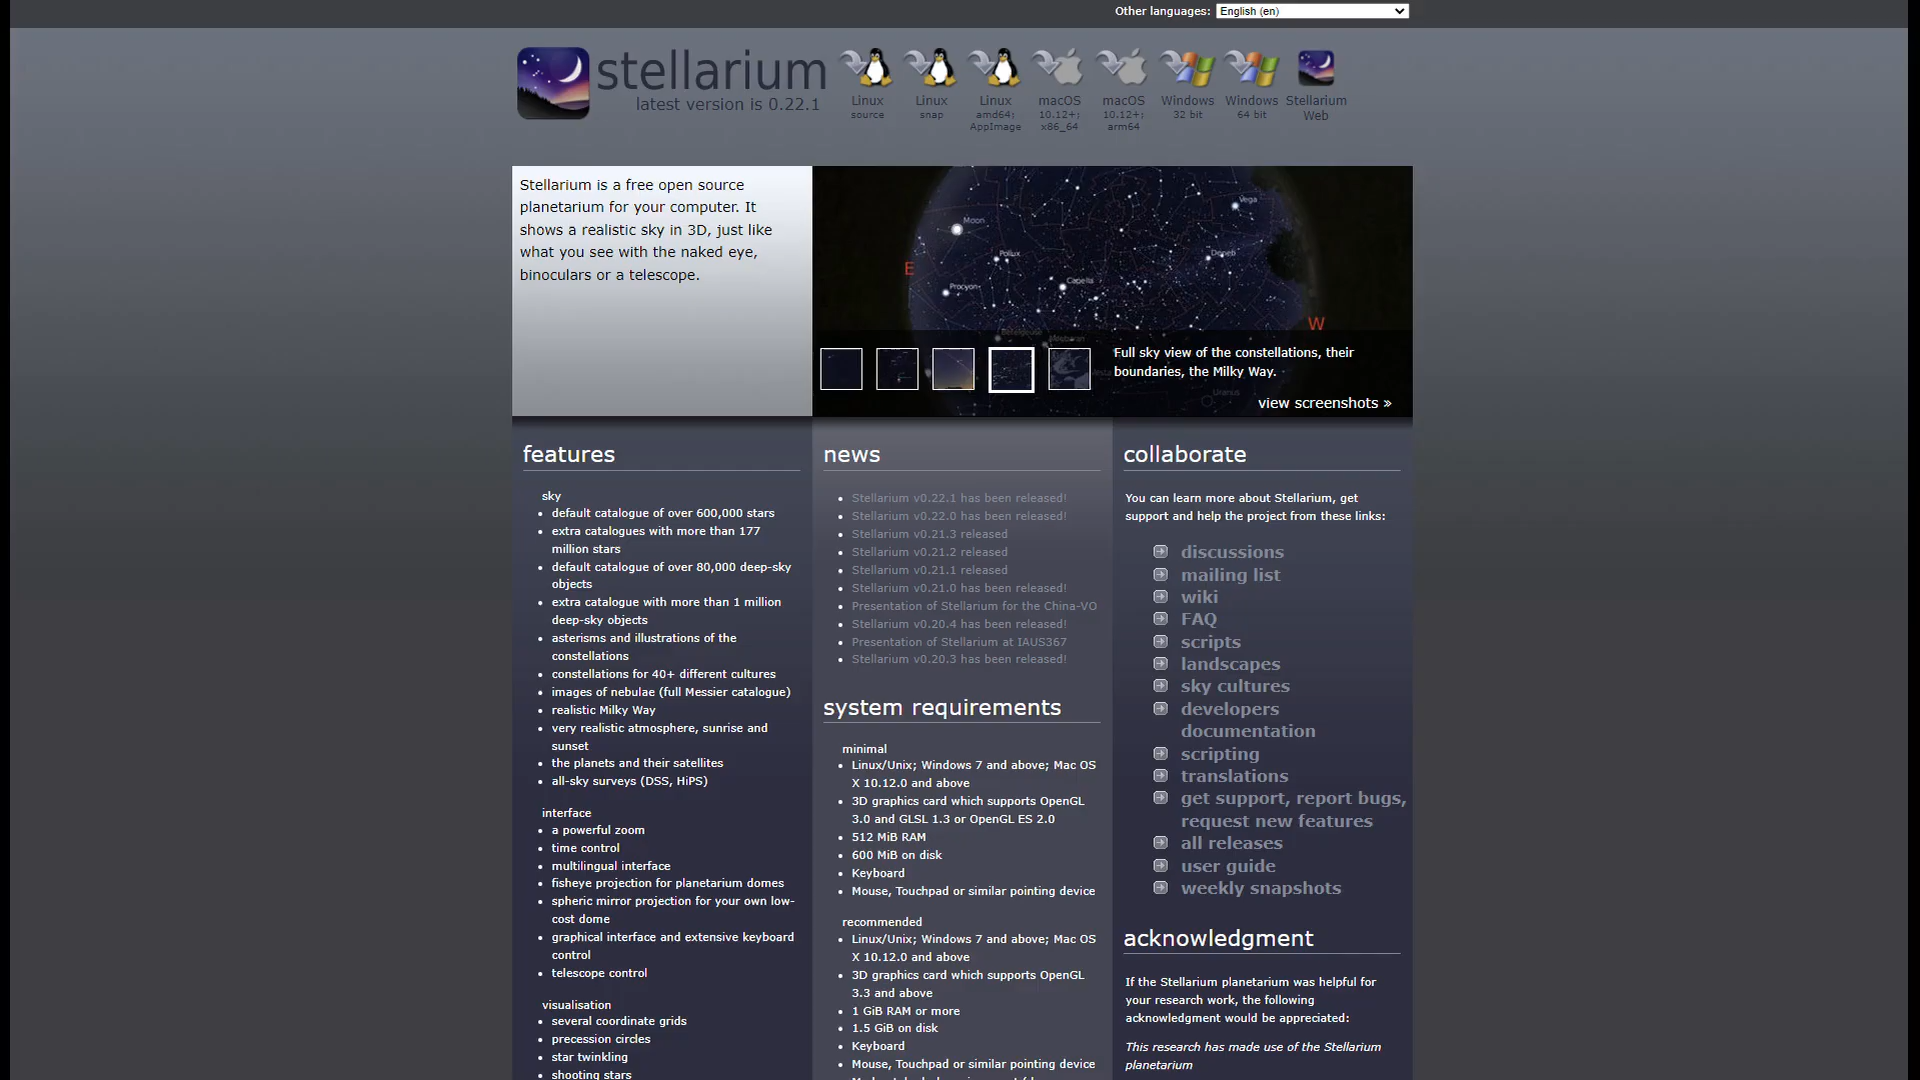 Other languages: English (en)
stellarium
latest version is 0.22.1
Linux
source
Linux
snap
Linux
amd64;
AppImage
macOS
10.12+;
x86_64
macOS
10.12+;
arm64
Windows
32 bit
Windows
64 bit
Stellarium
Web
Stellarium is a free open source
planetarium for your computer. It
shows a realistic sky in 3D, just like
what you see with the naked eye,
binoculars or a telescope.
Moon
Vega
Pollux
Deneb
E
Procyon
Capella
W
Uranus
Full sky view of the constellations, their
boundaries, the Milky Way.
view screenshots »
features
sky
default catalogue of over 600,000 stars
extra catalogues with more than 177
million stars
default catalogue of over 80,000 deep-sky
objects
extra catalogue with more than 1 million
deep-sky objects
asterisms and illustrations of the
constellations
constellations for 40+ different cultures
images of nebulae (full Messier catalogue)
realistic Milky Way
very realistic atmosphere, sunrise and
sunset
the planets and their satellites
all-sky surveys (DSS, HiPS)
interface
a powerful zoom
time control
multilingual interface
fisheye projection for planetarium domes
spheric mirror projection for your own low-
cost dome
graphical interface and extensive keyboard
control
telescope control
visualisation
several coordinate grids
precession circles
star twinkling
shooting stars
news
Stellarium v0.22.1 has been released!
Stellarium v0.22.0 has been released!
Stellarium v0.21.3 released
Stellarium v0.21.2 released
Stellarium v0.21.1 released
Stellarium v0.21.0 has been released!
Presentation of Stellarium for the China-VO
Stellarium v0.20.4 has been released!
Presentation of Stellarium at IAUS367
Stellarium v0.20.3 has been released!
system requirements
minimal
Linux/Unix; Windows 7 and above; Mac OS
X 10.12.0 and above
3D graphics card which supports OpenGL
3.0 and GLSL 1.3 or OpenGL ES 2.0
512 MiB RAM
600 MiB on disk
Keyboard
Mouse, Touchpad or similar pointing device
recommended
Linux/Unix; Windows 7 and above; Mac OS
X 10.12.0 and above
3D graphics card which supports OpenGL
3.3 and above
1 GiB RAM or more
1.5 GiB on disk
Keyboard
Mouse, Touchpad or similar pointing device
collaborate
You can learn more about Stellarium, get
support and help the project from these links:
discussions
mailing list
wiki
FAQ
scripts
landscapes
sky cultures
developers
documentation
scripting
translations
get support, report bugs,
request new features
all releases
user guide
weekly snapshots
acknowledgment
If the Stellarium planetarium was helpful for
your research work, the following
acknowledgment would be appreciated:
This research has made use of the Stellarium
planetarium